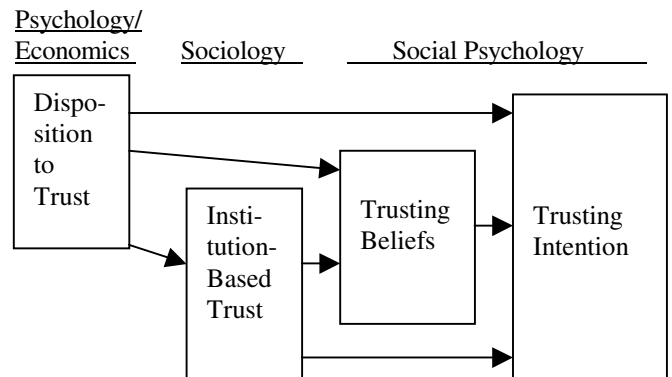 Psychology/
Economics
Sociology
Social Psychology
Dispo-
sition
to
Trust
Insti-
tution-
Based
Trust
Trusting
Beliefs
Trusting
Intention